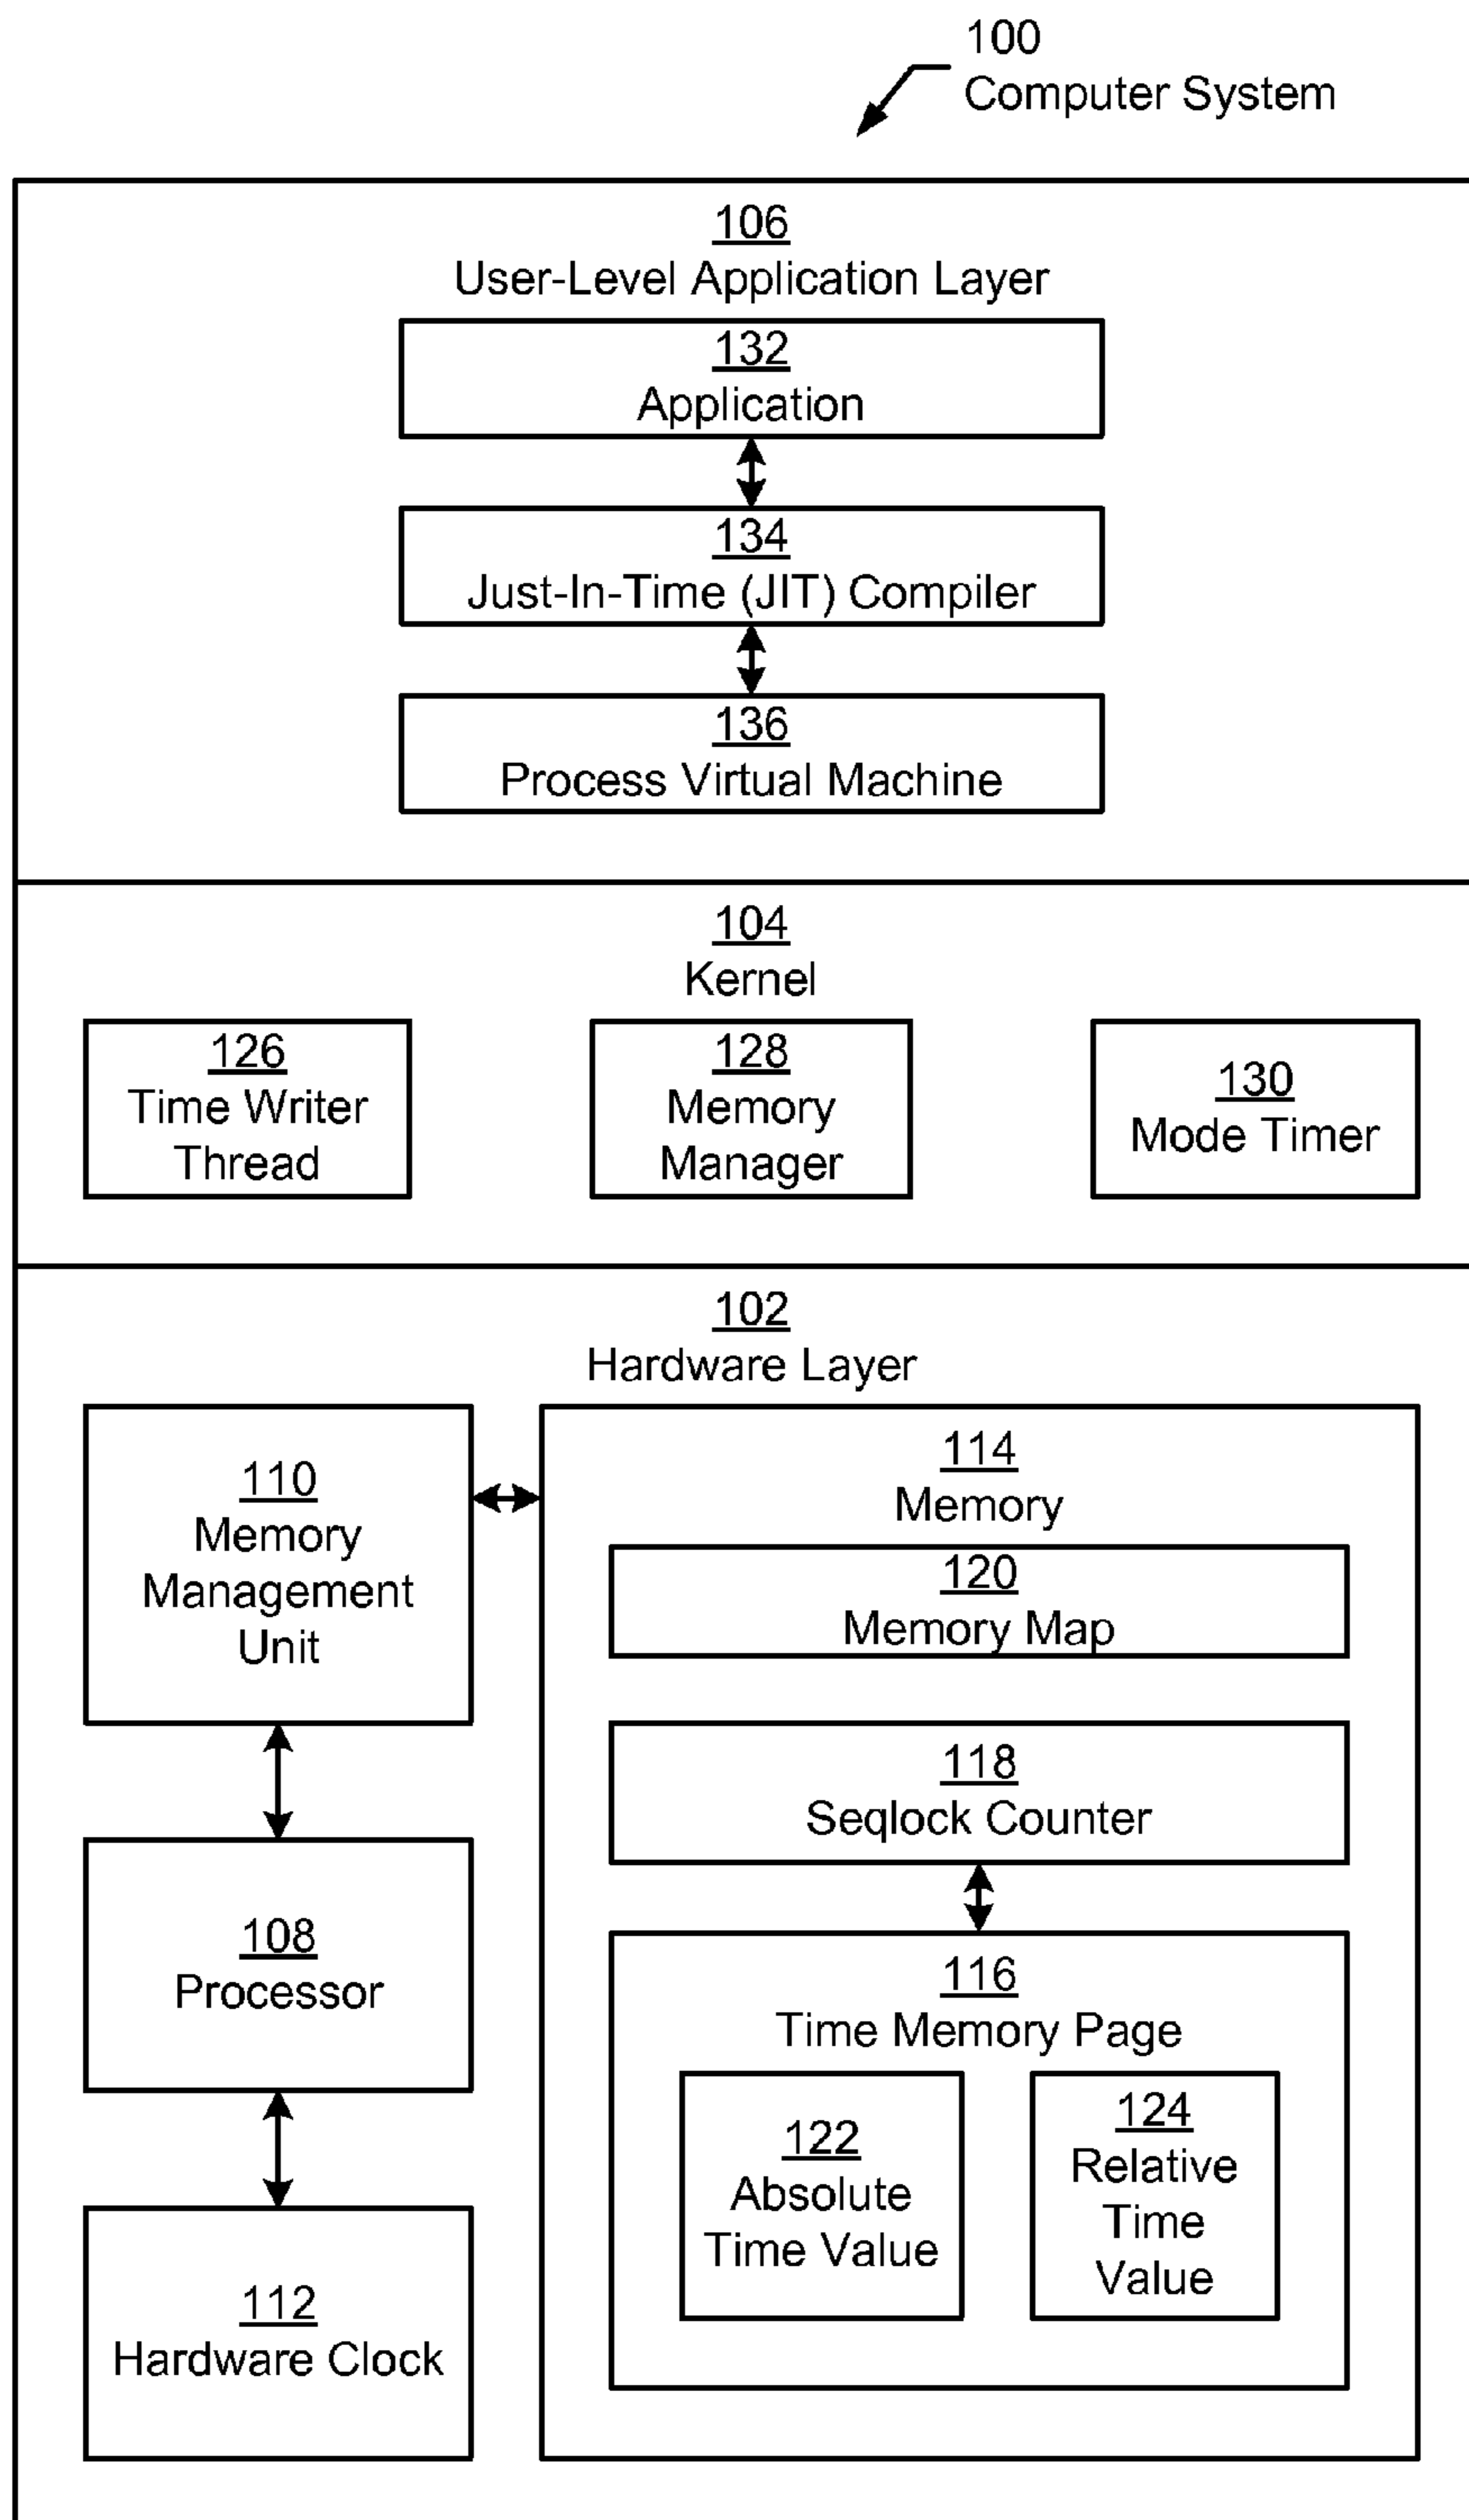 100
Computer System
106
User-Level Application Layer
132
Application
134
Just-In-Time (JIT) Compiler
136
Process Virtual Machine
104
Kernel
126
Time Writer
Thread
128
Memory
Manager
130
Mode Timer
102
Hardware Layer
110
Memory
Management
Unit
114
Memory
120
Memory Map
118
Seqlock Counter
108
Processor
116
Time Memory Page
122
Absolute
Time Value
124
Relative
Time
Value
112
Hardware Clock